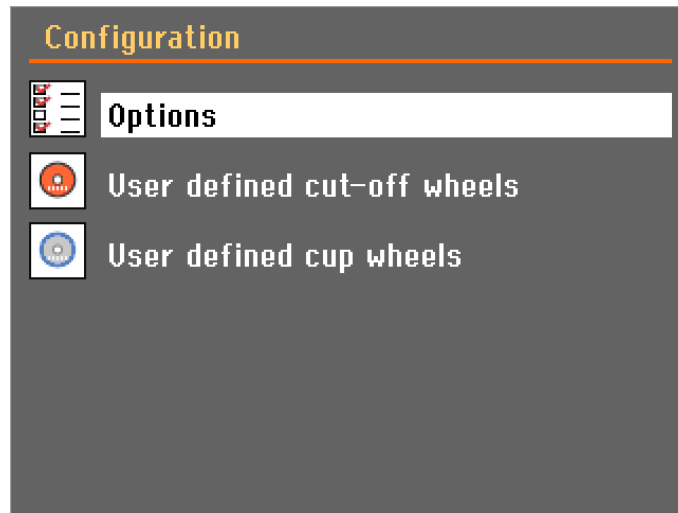 Configuration
Options
User defined cut-off wheels
User defined cup wheels